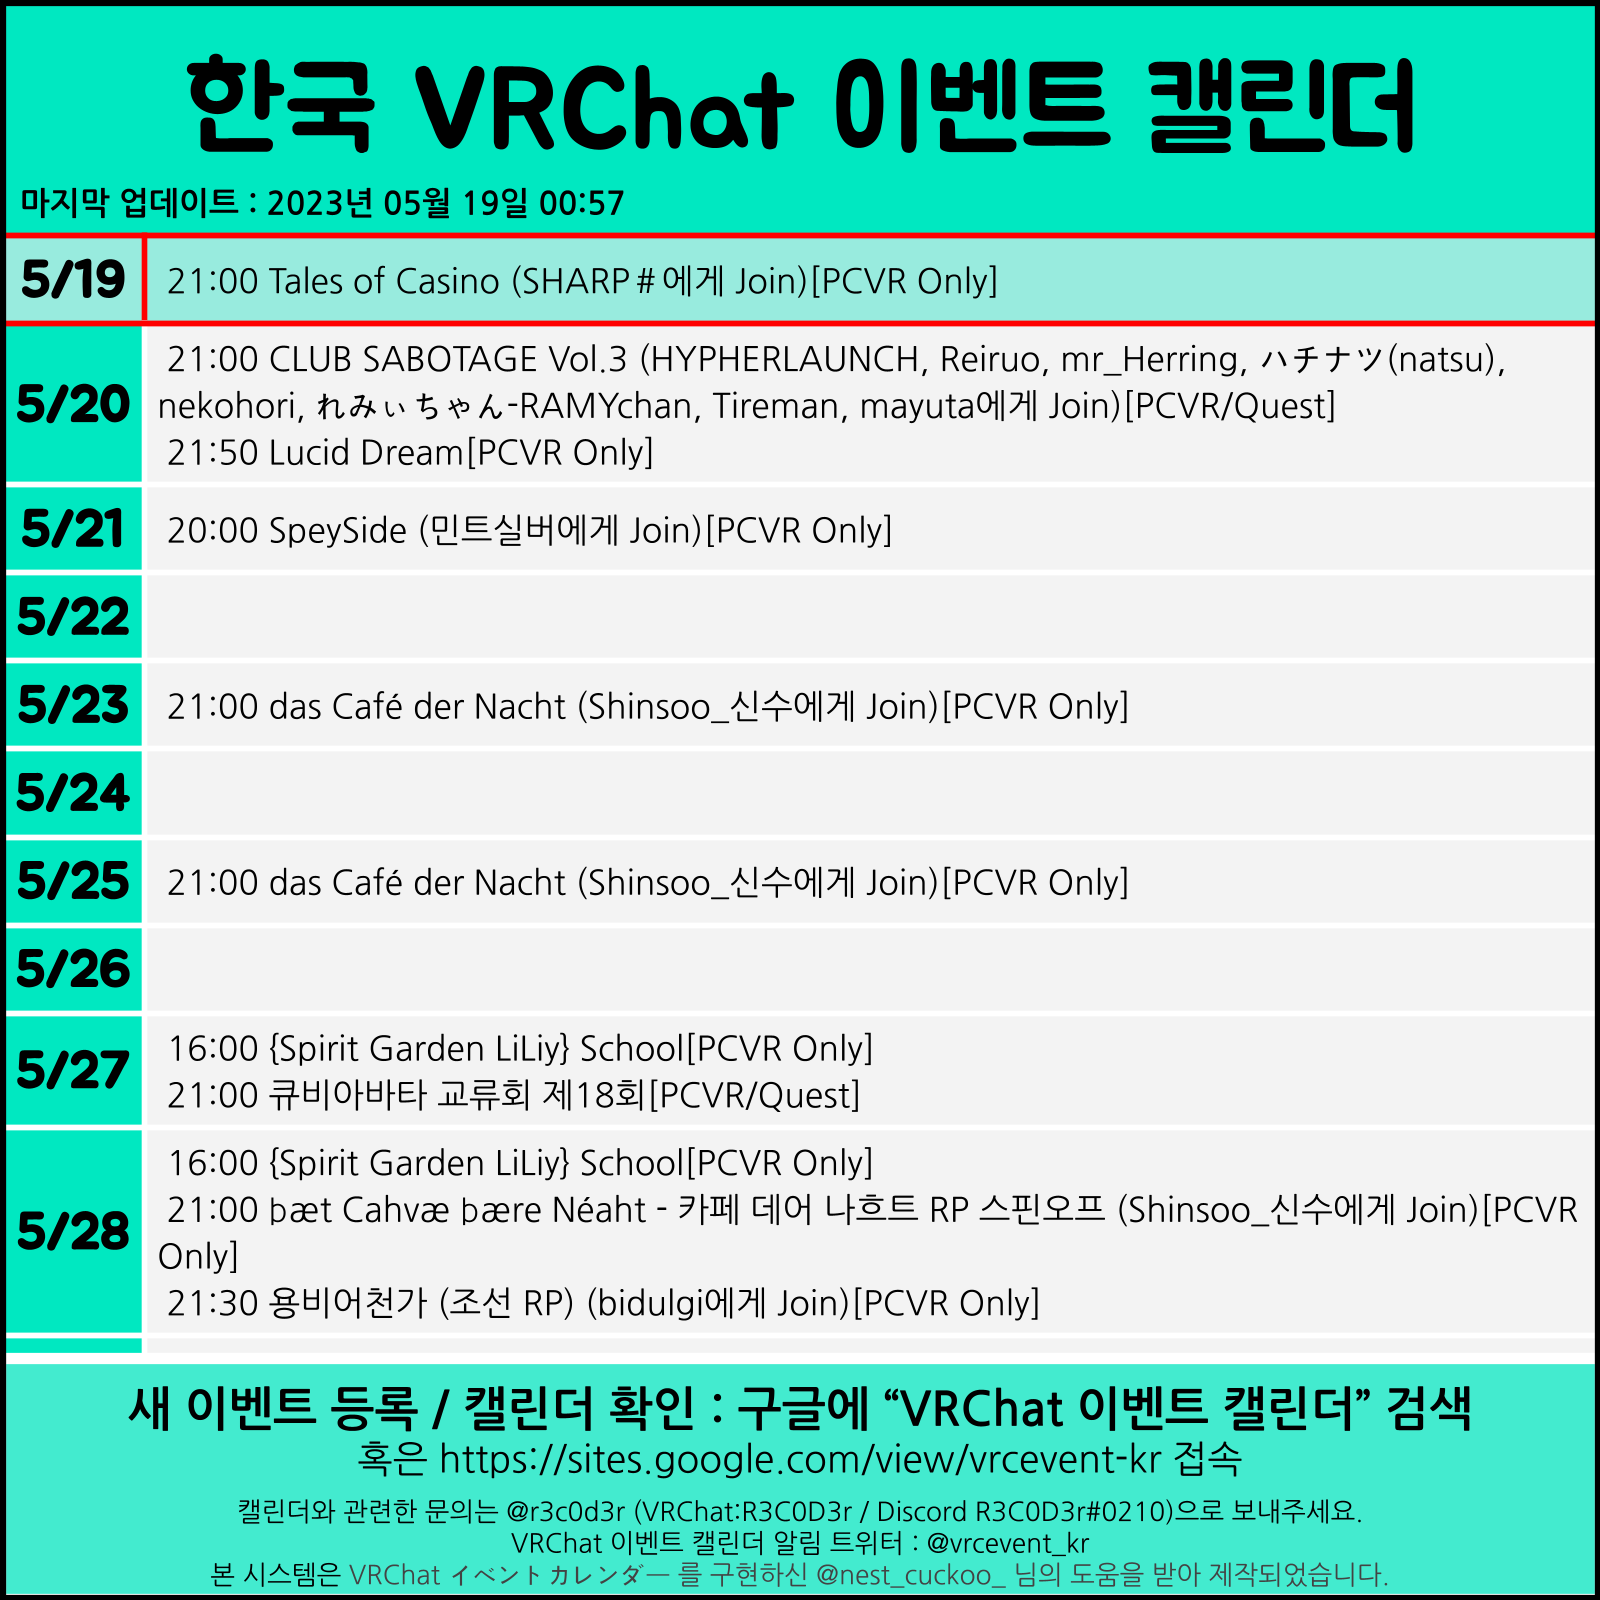 한국 VRChat 이벤트 캘린더
마지막 업데이트 : 2023년 05월 19일 00:57
5/19
21:00 Tales of Casino (SHARP＃에게 Join)[PCVR Only]
5/20
21:00 CLUB SABOTAGE Vol.3 (HYPHERLAUNCH, Reiruo, mr_Herring, ハチナツ(natsu),
nekohori, れみぃちゃん-RAMYchan, Tireman, mayuta에게 Join)[PCVR/Quest]
21:50 Lucid Dream[PCVR Only]
5/21
20:00 SpeySide (민트실버에게 Join)[PCVR Only]
5/22
5/23
21:00 das Café der Nacht (Shinsoo_신수에게 Join)[PCVR Only]
5/24
5/25
21:00 das Café der Nacht (Shinsoo_신수에게 Join)[PCVR Only]
5/26
5/27
16:00 {Spirit Garden LiLiy} School[PCVR Only]
21:00 큐비아바타 교류회 제18회[PCVR/Quest]
5/28
16:00 {Spirit Garden LiLiy} School[PCVR Only]
21:00 þæt Cahvæ þære Néaht - 카페 데어 나흐트 RP 스핀오프 (Shinsoo_신수에게 Join)[PCVR
Only]
21:30 용비어천가 (조선 RP) (bidulgi에게 Join)[PCVR Only]
새 이벤트 등록 / 캘린더 확인 : 구글에 “VRChat 이벤트 캘린더” 검색
혹은 https://sites.google.com/view/vrcevent-kr 접속
캘린더와 관련한 문의는 @r3c0d3r (VRChat:R3C0D3r / Discord R3C0D3r#0210)으로 보내주세요.
VRChat 이벤트 캘린더 알림 트위터 : @vrcevent_kr
본 시스템은 VRChat イベントカレンダー 를 구현하신 @nest_cuckoo_ 님의 도움을 받아 제작되었습니다.